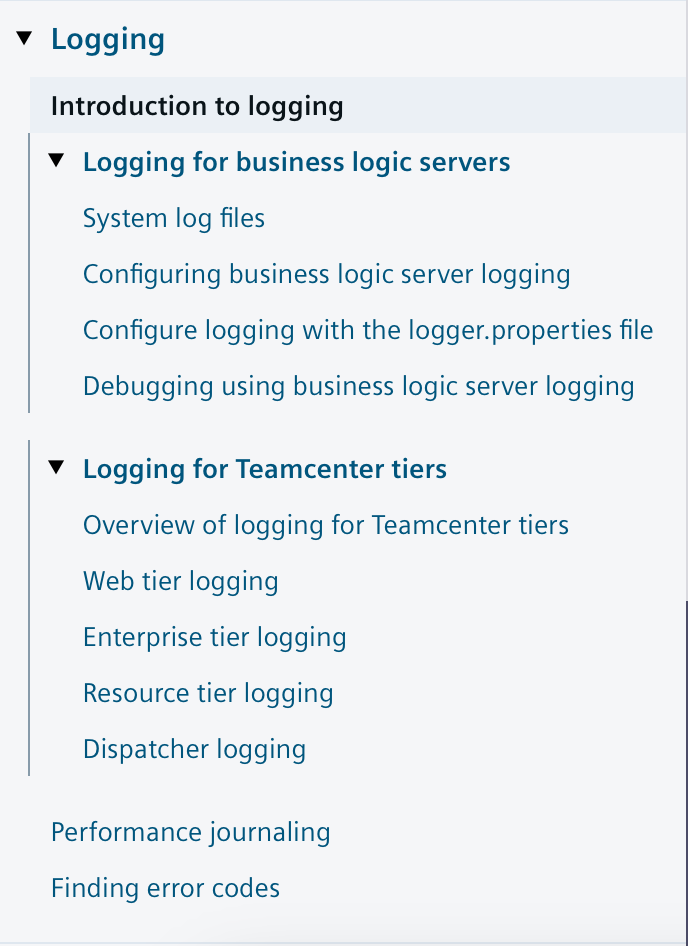 Logging
Introduction to logging
Logging for business logic servers
System log files
Configuring business logic server logging
Configure logging with the logger.properties file
Debugging using business logic server logging
Logging for Teamcenter tiers
Overview of logging for Teamcenter tiers
Web tier logging
Enterprise tier logging
Resource tier logging
Dispatcher logging
Performance journaling
Finding error codes